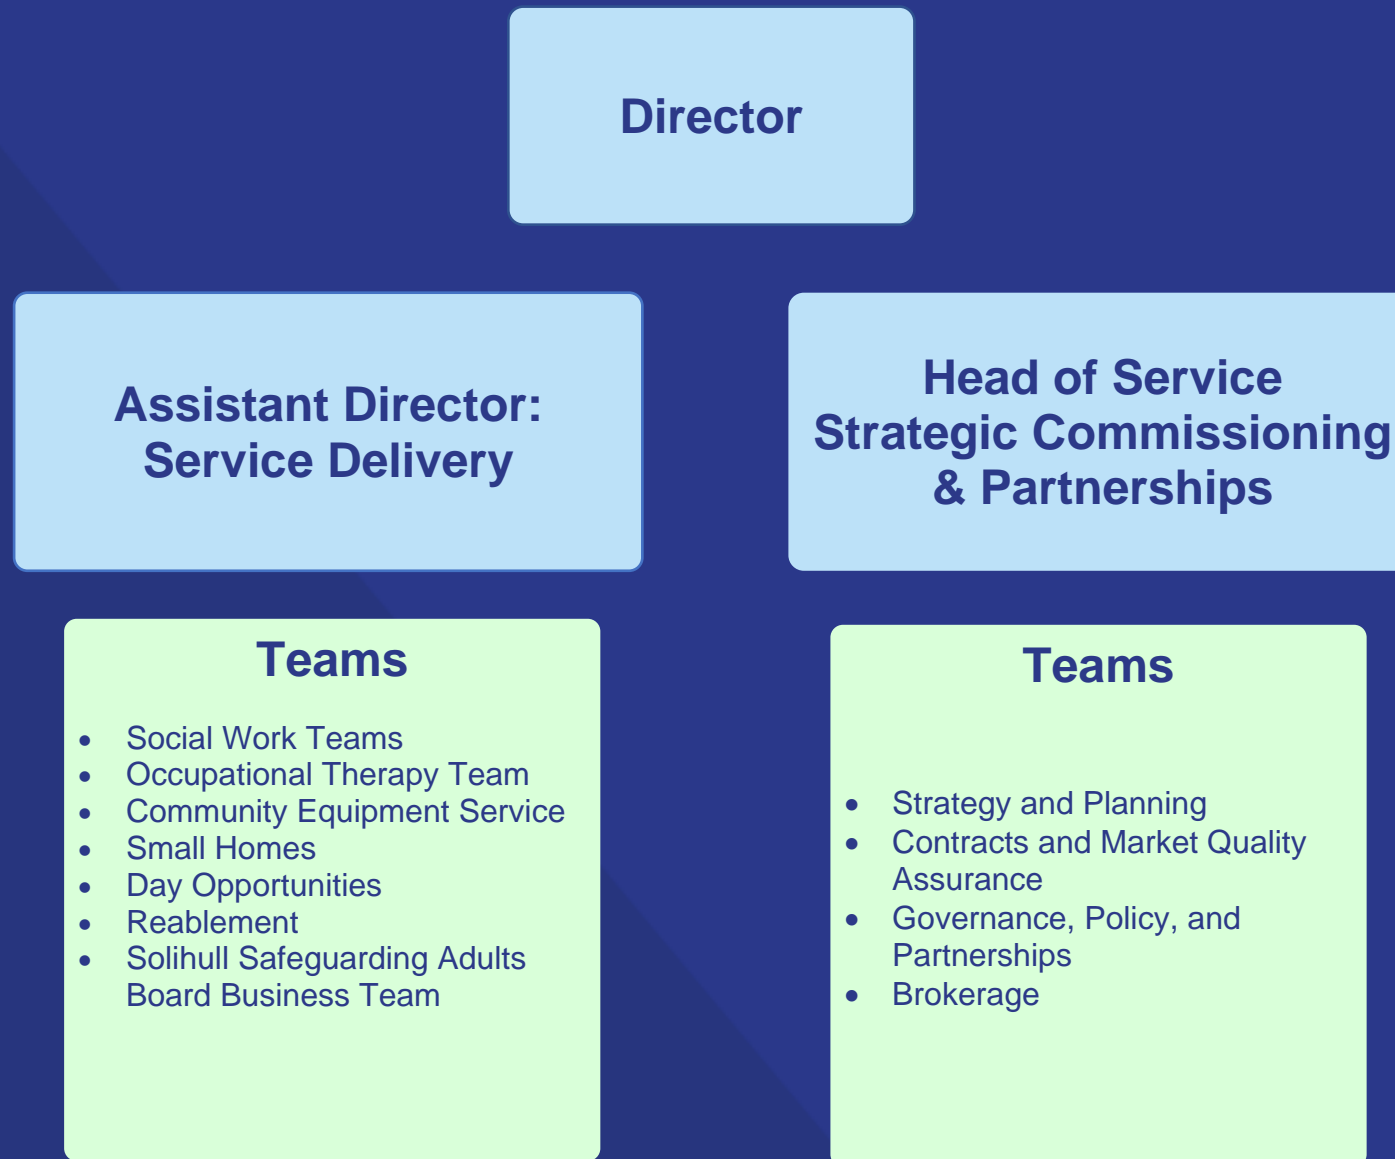 Director
Assistant Director:
Service Delivery
Head of Service
Strategic Commissioning
& Partnerships
Teams
• Social Work Teams
• Occupational Therapy Team
• Community Equipment Service
• Small Homes
• Day Opportunities
• Reablement
• Solihull Safeguarding Adults
Board Business Team
Teams
• Strategy and Planning
• Contracts and Market Quality
Assurance
• Governance, Policy, and
Partnerships
• Brokerage